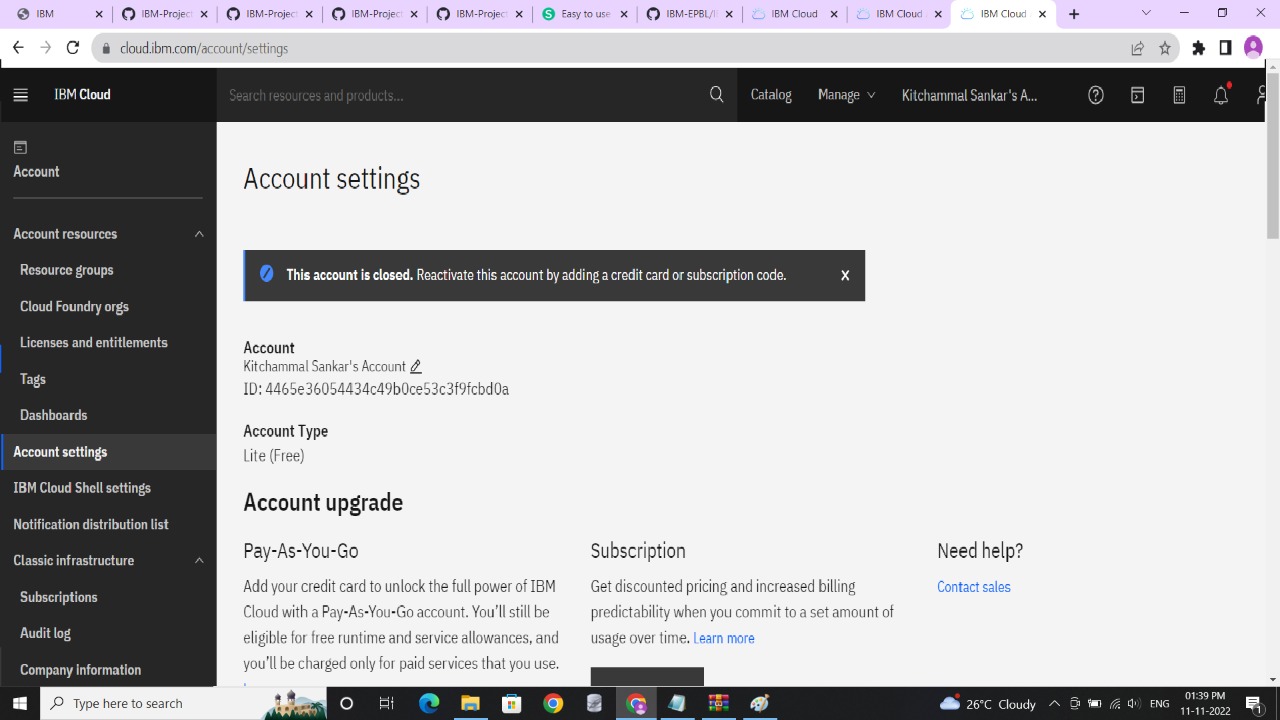 IBM
IBM-Project
IBM-Project
IBM-Project
IBM-Project
Easy to use
IBM-EPBL/I
IBM Cloud
IBM Cloud
IBM Cloud
cloud.ibm.com/account/settings
IBM Cloud
Search resources and products...
Catalog
Manage
Kitchammal Sankar's A...
Account
Account resources
Resource groups
Cloud Foundry orgs
Licenses and entitlements
Tags
Dashboards
Account settings
IBM Cloud Shell settings
Notification distribution list
Classic infrastructure
Subscriptions
Audit log
Company information
Account settings
This account is closed. Reactivate this account by adding a credit card or subscription code.
Account
Kitchammal Sankar's Account
ID: 4465e36054434c49b0ce53c3f9fcbd0a
Account Type
Lite (Free)
Account upgrade
Pay-As-You-Go
Add your credit card to unlock the full power of IBM
Cloud with a Pay-As-You-Go account. You'll still be
eligible for free runtime and service allowances, and
you'll be charged only for paid services that you use.
Subscription
Get discounted pricing and increased billing
predictability when you commit to a set amount of
usage over time. Learn more
Need help?
Contact sales
Type here to search
26°C Cloudy
ENG
01:39 PM
11-11-2022
1